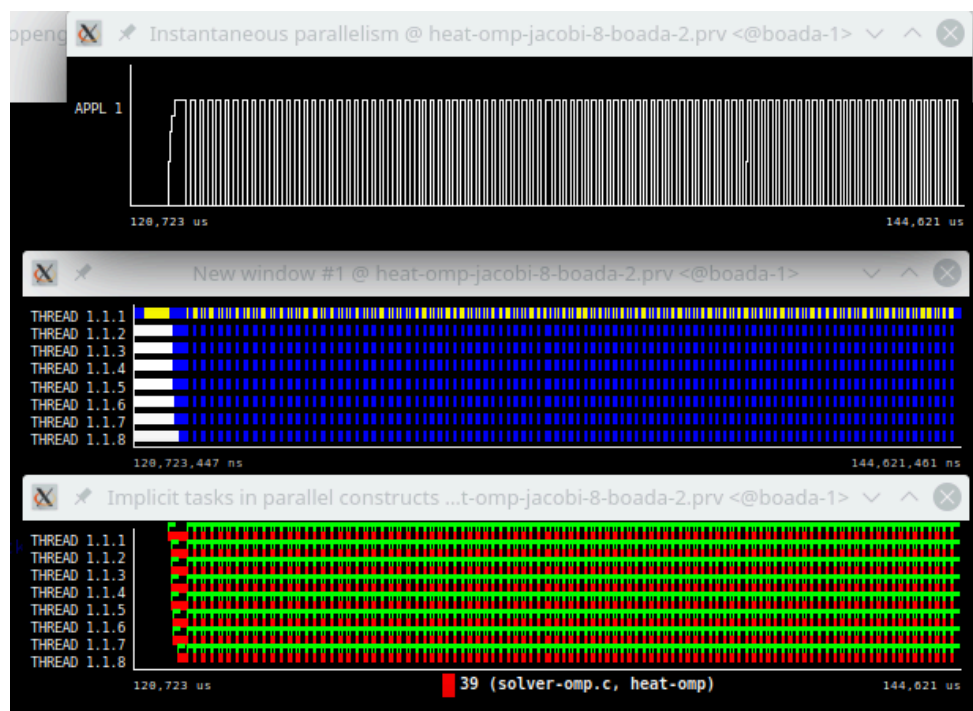 openg
Instantaneous parallelism @ heat-omp-jacobi-8-boada-2.prv <@boada-1>
APPL 1
120,723 us 144,621 us
New window #1 @ heat-omp-jacobi-8-boada-2.prv <@boada-1>
THREAD 1.1.1
THREAD 1.1.2
THREAD 1.1.3
THREAD 1.1.4
THREAD 1.1.5
THREAD 1.1.6
THREAD 1.1.7
THREAD 1.1.8
120,723,447 ns 144,621,461 ns
Implicit tasks in parallel constructs ...t-omp-jacobi-8-boada-2.prv <@boada-1>
THREAD 1.1.1
THREAD 1.1.2
THREAD 1.1.3
THREAD 1.1.4
THREAD 1.1.5
THREAD 1.1.6
THREAD 1.1.7
THREAD 1.1.8
120,723 us 39 (solver-omp.c, heat-omp) 144,621 us